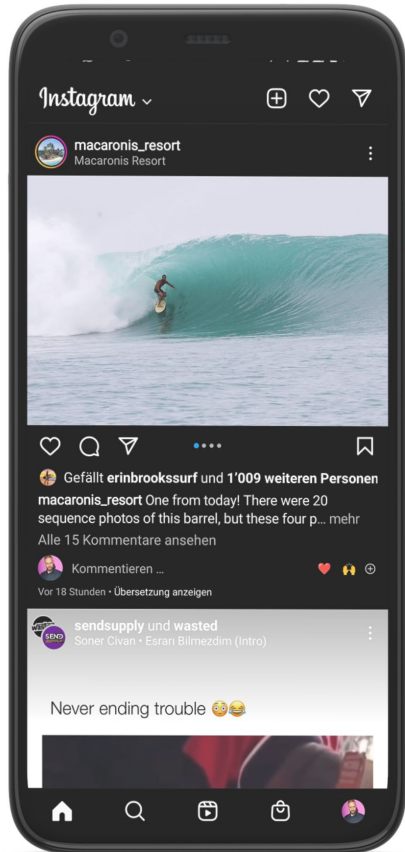 Instagram
macaronis_resort
Macaronis Resort
Gefällt erinbrookssurf und 1'009 weiteren Personen
macaronis_resort One from today! There were 20
sequence photos of this barrel, but these four p... mehr
Alle 15 Kommentare ansehen
Kommentieren ...
Vor 18 Stunden • Übersetzung anzeigen
SEND
sendsupply und wasted
Soner Civan • Esrarı Bilmezdim (Intro)
Never ending trouble 😳😂